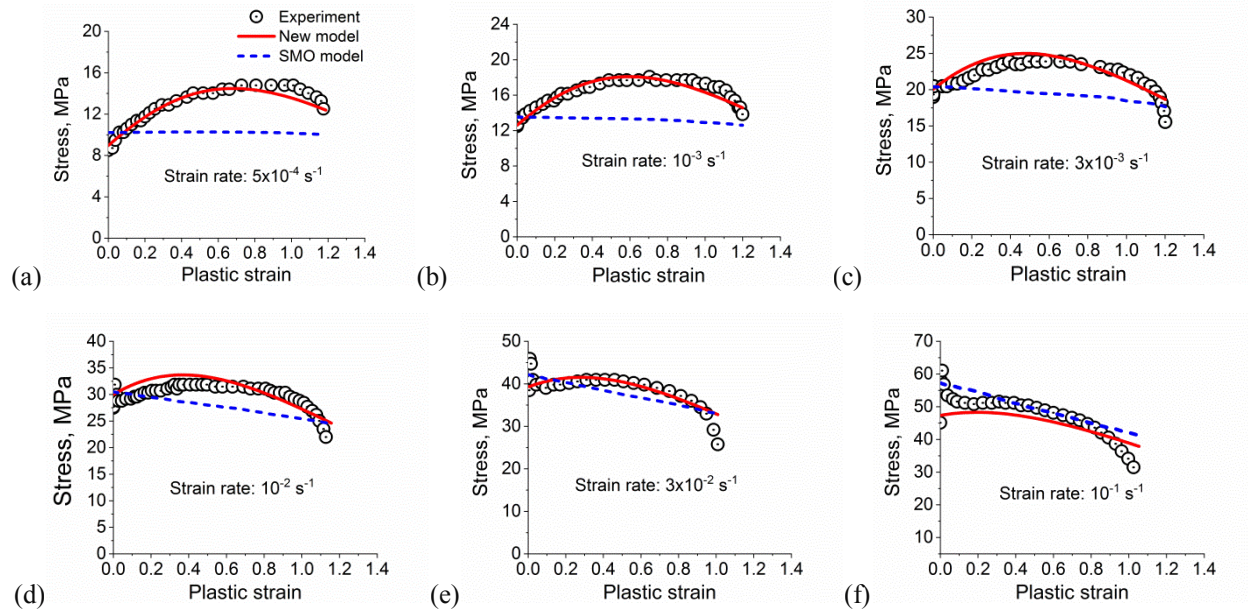 Experiment
New model
SMO model
20
16
12
8
4
0
Stress, MPa
Strain rate: 5x10⁻⁴ s⁻¹
0.0 0.2 0.4 0.6 0.8 1.0 1.2 1.4
Plastic strain
(a)
24
20
16
12
8
4
0
Stress, MPa
Strain rate: 10⁻³ s⁻¹
0.0 0.2 0.4 0.6 0.8 1.0 1.2 1.4
Plastic strain
(b)
30
25
20
15
10
5
0
Stress, MPa
Strain rate: 3x10⁻³ s⁻¹
0.0 0.2 0.4 0.6 0.8 1.0 1.2 1.4
Plastic strain
(c)
40
35
30
25
20
15
10
5
0
Stress, MPa
Strain rate: 10⁻² s⁻¹
0.0 0.2 0.4 0.6 0.8 1.0 1.2 1.4
Plastic strain
(d)
50
40
30
20
10
0
Stress, MPa
Strain rate: 3x10⁻² s⁻¹
0.0 0.2 0.4 0.6 0.8 1.0 1.2 1.4
Plastic strain
(e)
70
60
50
40
30
20
10
0
Stress, MPa
Strain rate: 10⁻¹ s⁻¹
0.0 0.2 0.4 0.6 0.8 1.0 1.2 1.4
Plastic strain
(f)